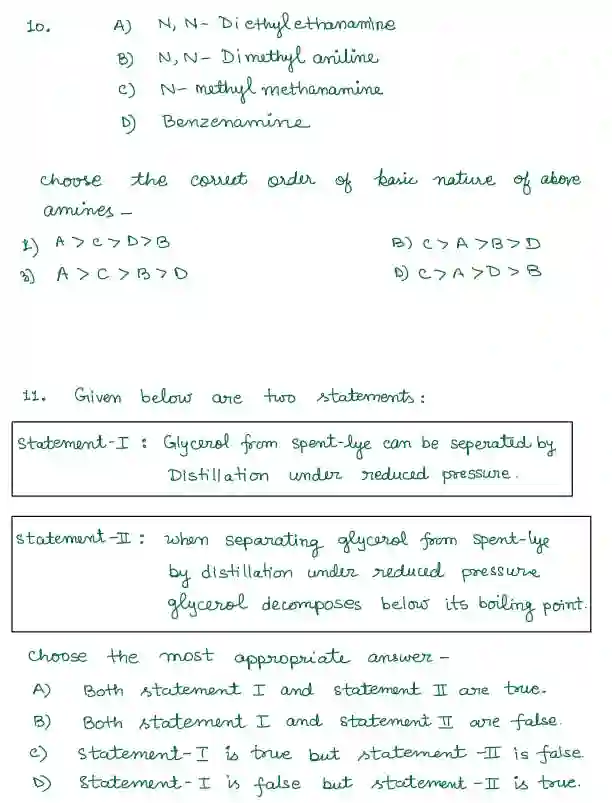 10. A) N, N- Diethylethanamine
B) N, N- Dimethyl aniline
C) N- methyl methanamine
D) Benzenamine
choose the correct order of basic nature of above
amines -
1) A > C > D > B B) C > A > B > D
3) A > C > B > D D) C > A > D > B
11. Given below are two statements :
Statement-I : Glycerol from spent-lye can be seperated by
Distillation under reduced pressure.
statement-II : when separating glycerol from spent-lye
by distillation under reduced pressure
glycerol decomposes below its boiling point.
choose the most appropriate answer -
A) Both statement I and statement II are true.
B) Both statement I and statement II are false.
C) statement-I is true but statement -II is false.
D) Statement-I is false but statement -II is true.